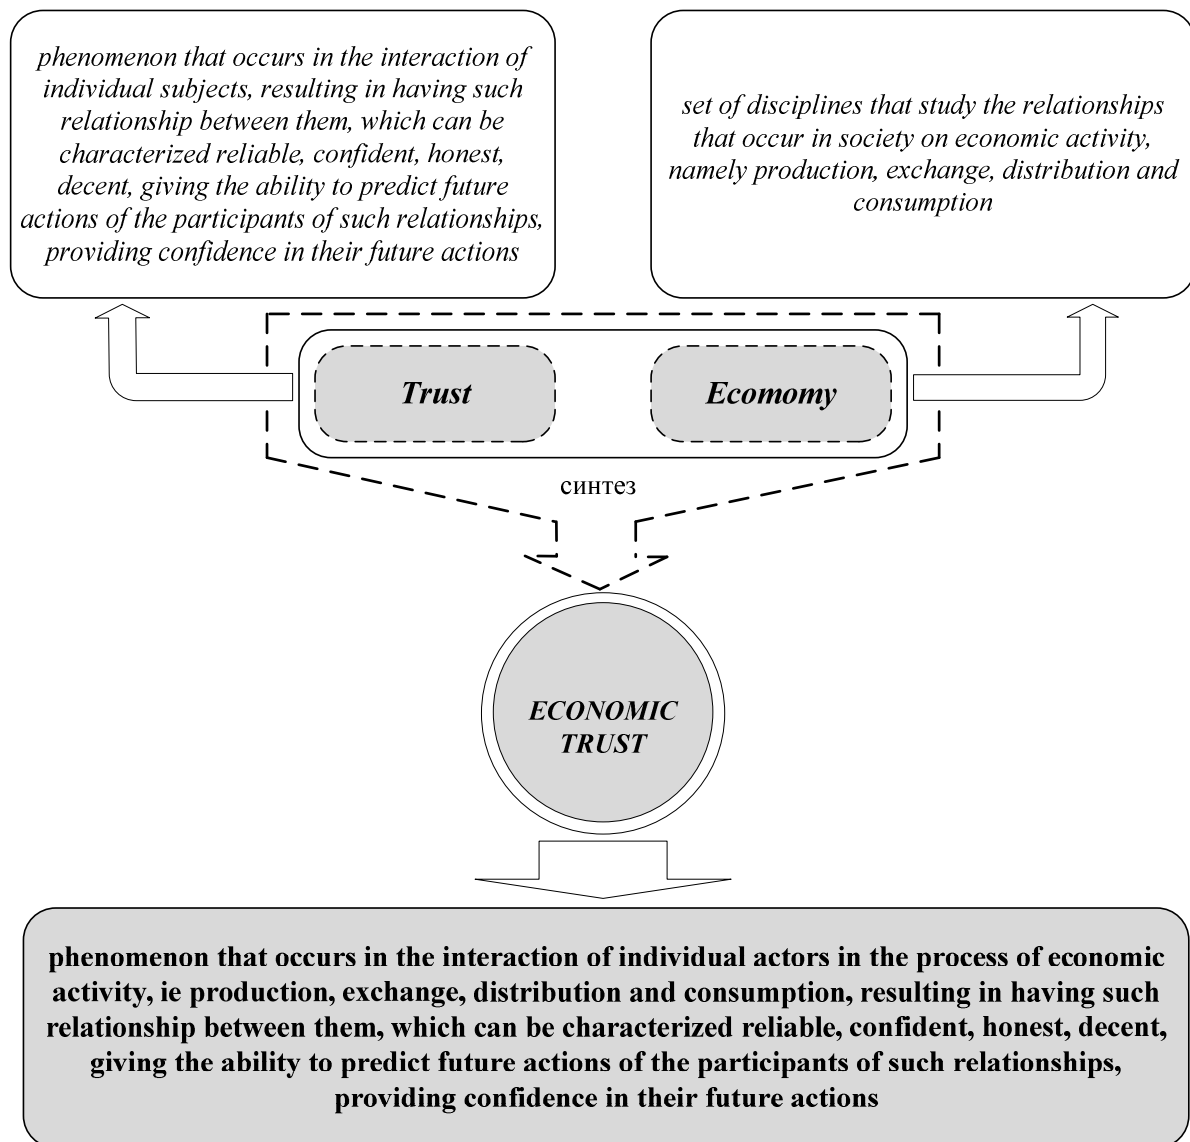 phenomenon that occurs in the interaction of
individual subjects, resulting in having such
relationship between them, which can be
characterized reliable, confident, honest,
decent, giving the ability to predict future
actions of the participants of such relationships,
providing confidence in their future actions
set of disciplines that study the relationships
that occur in society on economic activity,
namely production, exchange, distribution and
consumption
Trust
Ecomomy
синтез
ECONOMIC
TRUST
phenomenon that occurs in the interaction of individual actors in the process of economic
activity, ie production, exchange, distribution and consumption, resulting in having such
relationship between them, which can be characterized reliable, confident, honest, decent,
giving the ability to predict future actions of the participants of such relationships,
providing confidence in their future actions